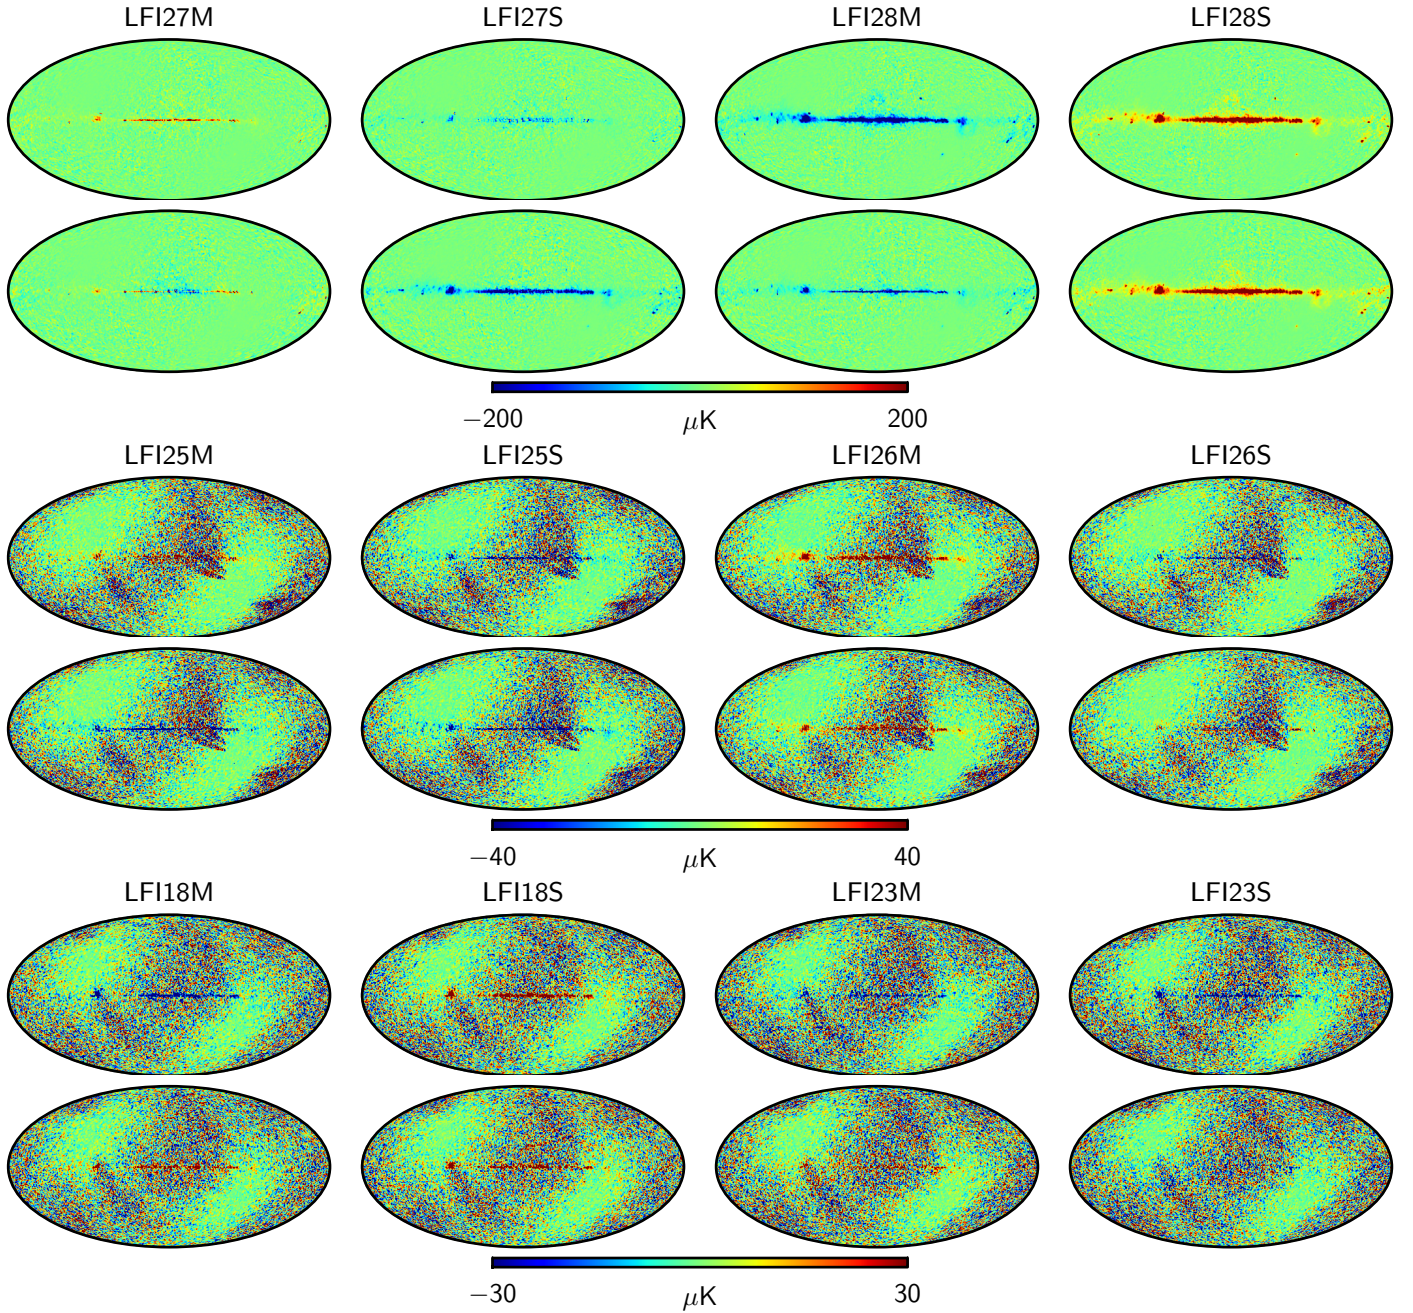 LFI27M LFI27S LFI28M LFI28S
−200 μK 200
LFI25M LFI25S LFI26M LFI26S
−40 μK 40
LFI18M LFI18S LFI23M LFI23S
−30 μK 30